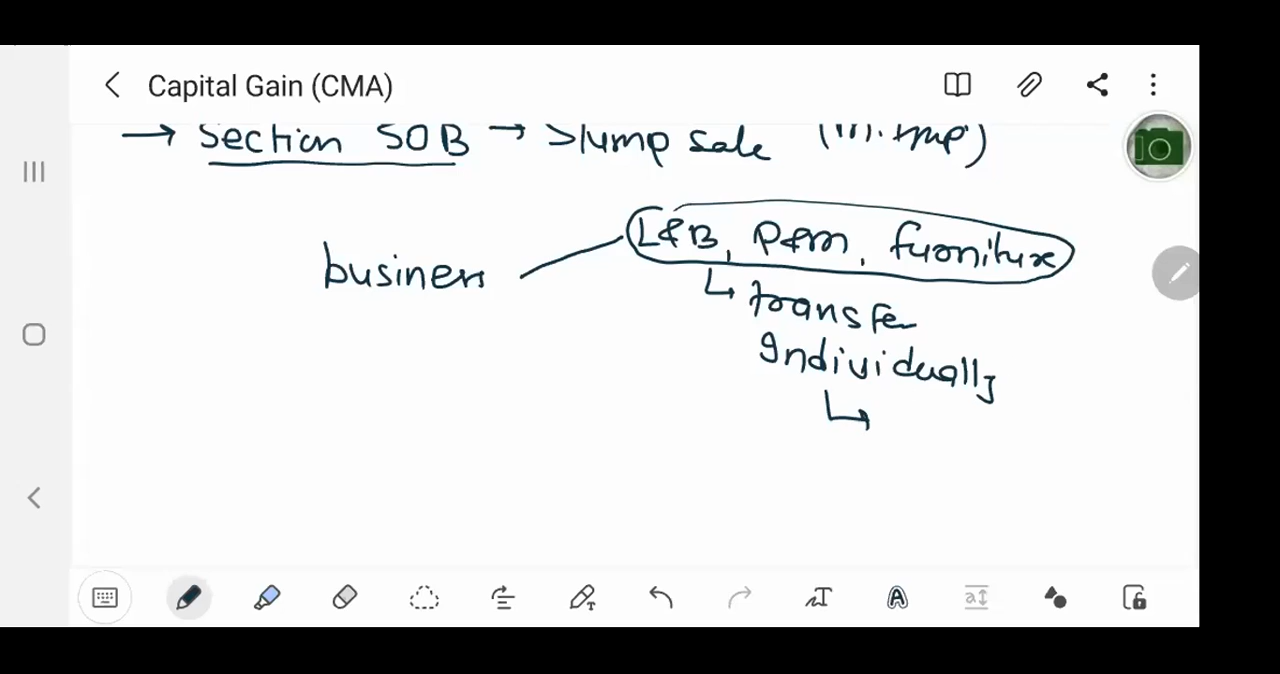 Capital Gain (CMA)
→ Section 50B → Slump sale
business
L&B, P&M, furniture
↳ transfer
Individually
↳